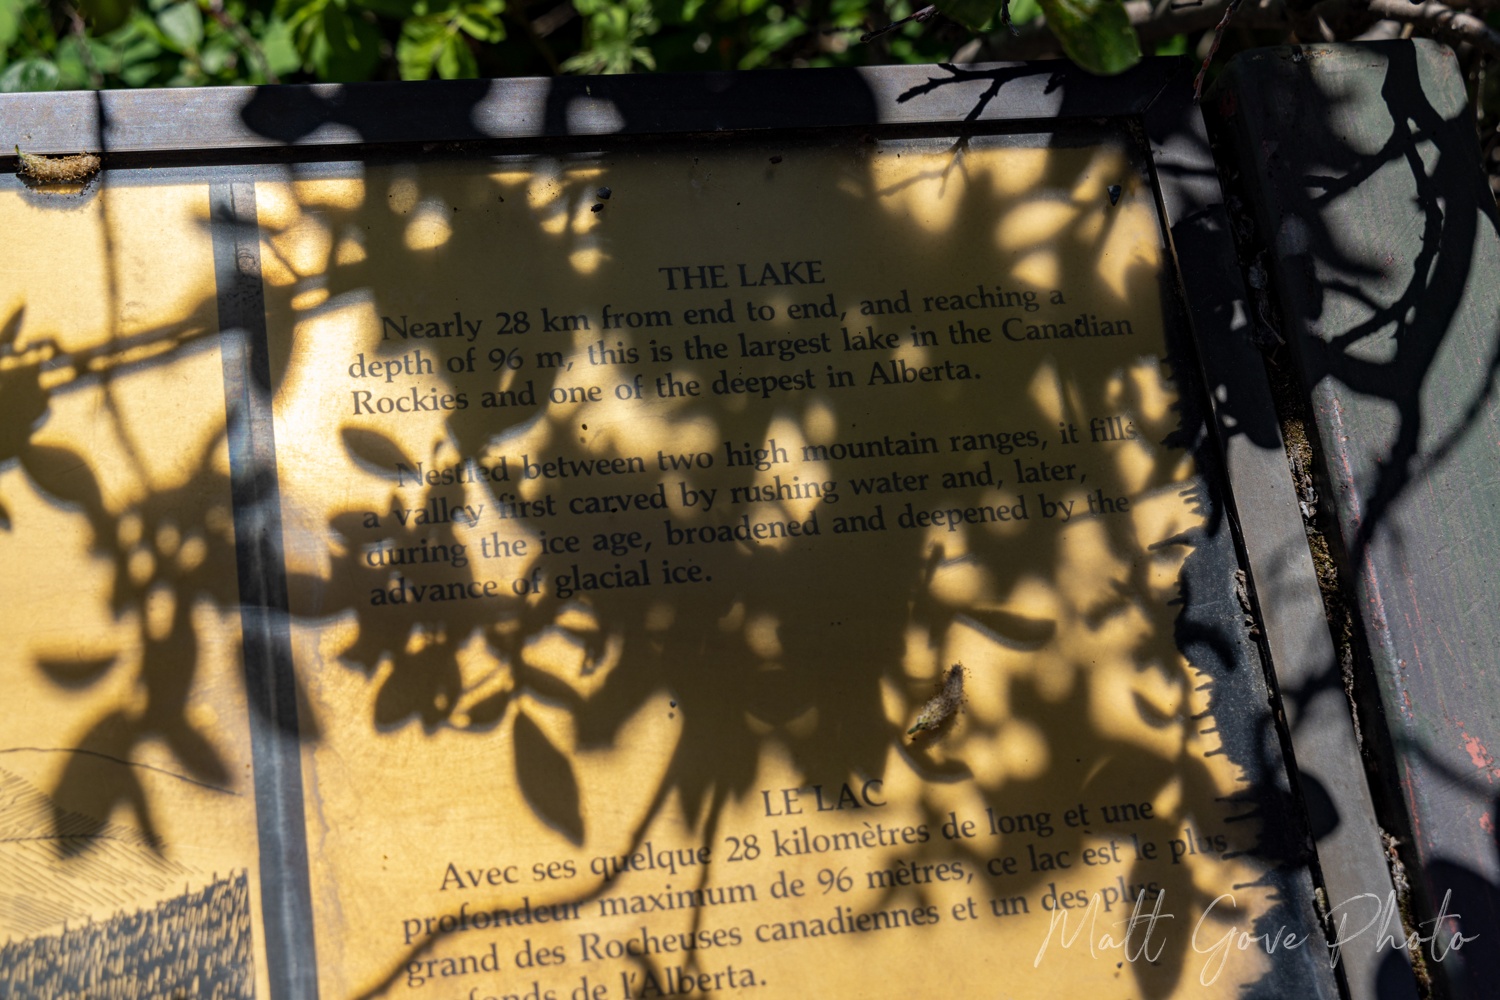 THE LAKE
Nearly 28 km from end to end, and reaching a
depth of 96 m, this is the largest lake in the Canadian
Rockies and one of the deepest in Alberta.
Nestled between two high mountain ranges, it fills
a valley first carved by rushing water and, later,
during the ice age, broadened and deepened by the
advance of glacial ice.
LE LAC
Avec ses quelque 28 kilomètres de long et une
profondeur maximum de 96 mètres, ce lac est le plus
grand des Rocheuses canadiennes et un des plus
profonds de l'Alberta.
Matt Gove Photo